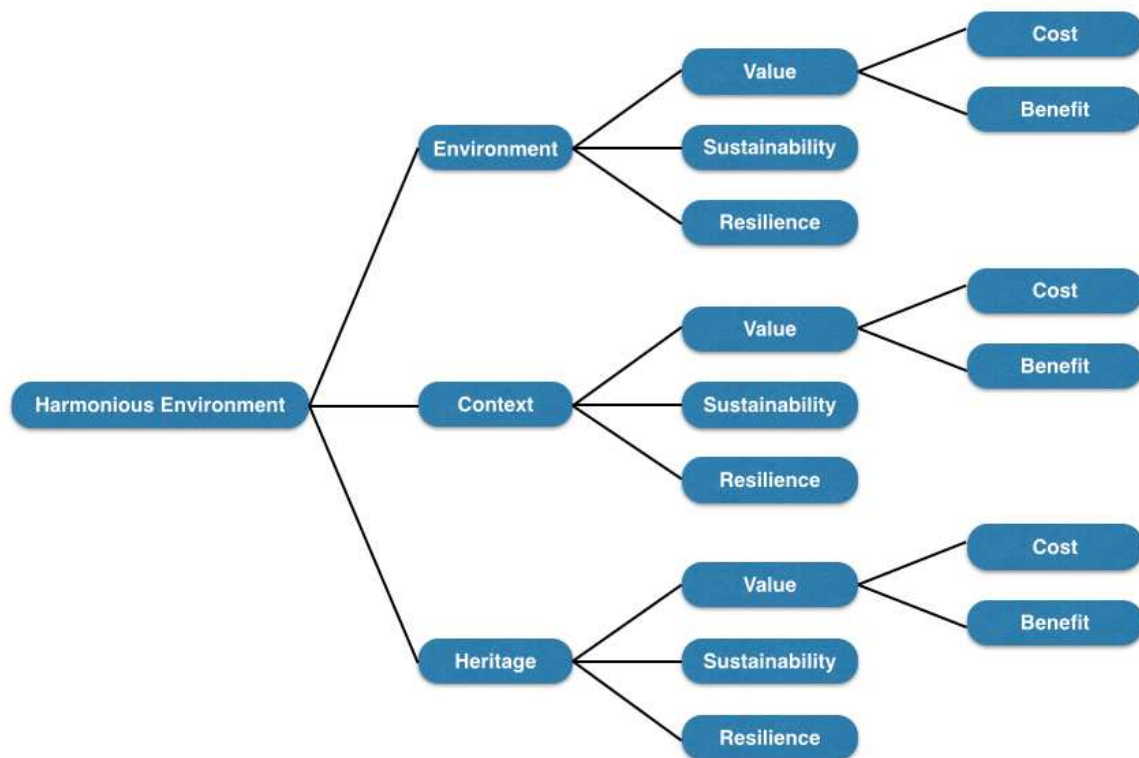 Harmonious Environment
Environment
Value
Cost
Benefit
Sustainability
Resilience
Context
Value
Cost
Benefit
Sustainability
Resilience
Heritage
Value
Cost
Benefit
Sustainability
Resilience